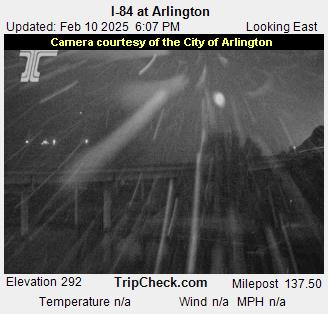 I-84 at Arlington
Updated: Feb 10 2025 6:07 PM Looking East
Camera courtesy of the City of Arlington
Elevation 292 TripCheck.com Milepost 137.50
Temperature n/a Wind n/a MPH n/a